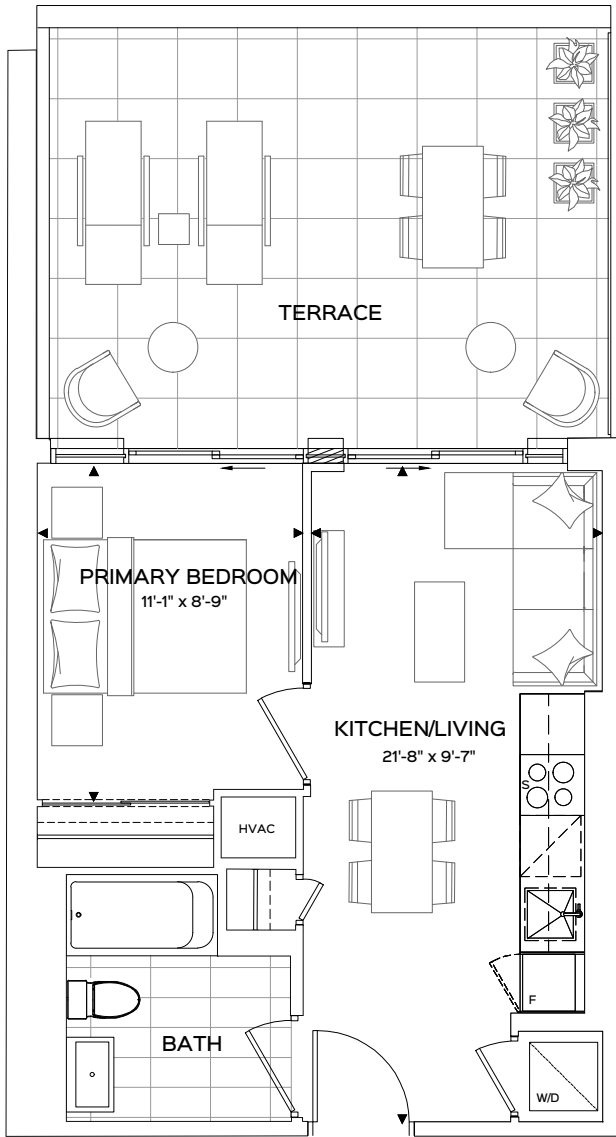 TERRACE
PRIMARY BEDROOM
11'-1" x 8'-9"
KITCHEN/LIVING
21'-8" x 9'-7"
S
HVAC
F
BATH
W/D